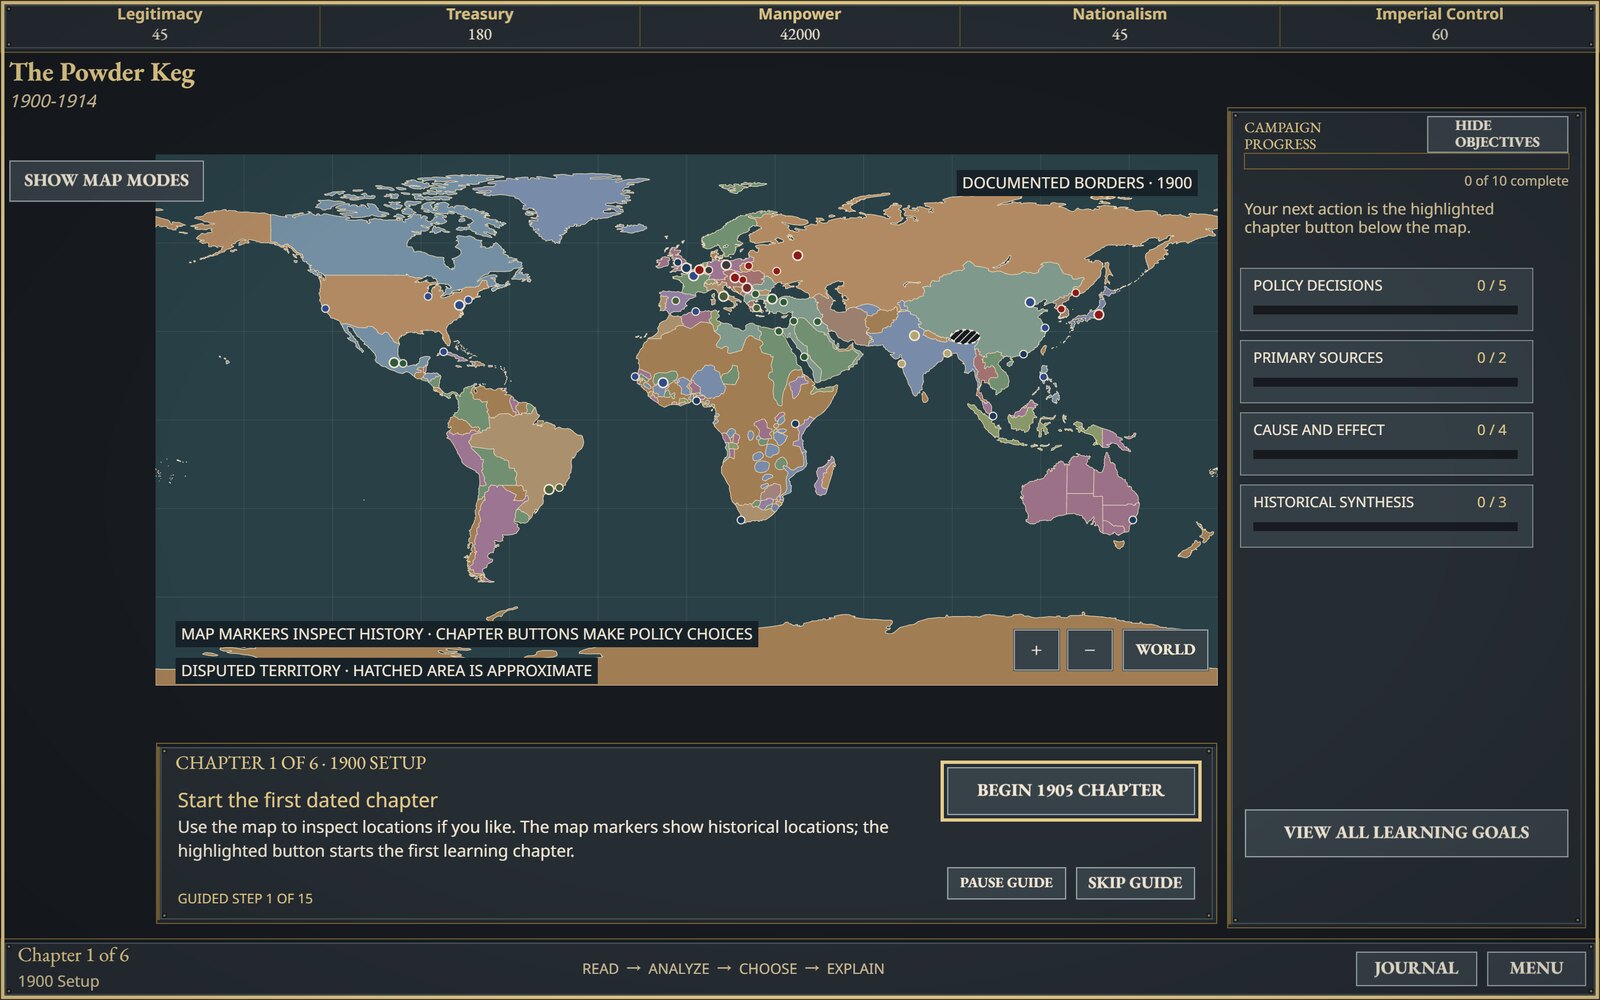 Legitimacy
45
Treasury
180
Manpower
42000
Nationalism
45
Imperial Control
60
The Powder Keg
1900-1914
SHOW MAP MODES
DOCUMENTED BORDERS · 1900
MAP MARKERS INSPECT HISTORY · CHAPTER BUTTONS MAKE POLICY CHOICES
DISPUTED TERRITORY · HATCHED AREA IS APPROXIMATE
+
−
WORLD
CAMPAIGN
PROGRESS
HIDE
OBJECTIVES
0 of 10 complete
Your next action is the highlighted
chapter button below the map.
POLICY DECISIONS 0 / 5
PRIMARY SOURCES 0 / 2
CAUSE AND EFFECT 0 / 4
HISTORICAL SYNTHESIS 0 / 3
VIEW ALL LEARNING GOALS
CHAPTER 1 OF 6 · 1900 SETUP
Start the first dated chapter
Use the map to inspect locations if you like. The map markers show historical locations; the
highlighted button starts the first learning chapter.
GUIDED STEP 1 OF 15
BEGIN 1905 CHAPTER
PAUSE GUIDE
SKIP GUIDE
Chapter 1 of 6
1900 Setup
READ → ANALYZE → CHOOSE → EXPLAIN
JOURNAL
MENU